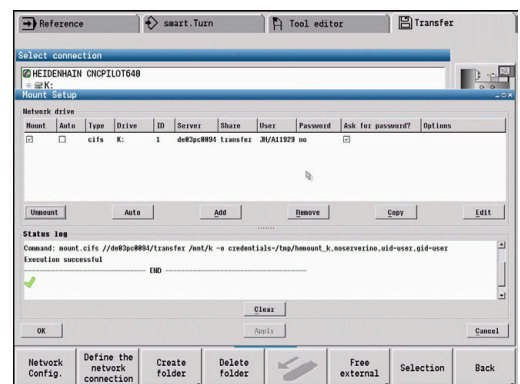 Reference
smart.Turn
Tool editor
Transfer
Select connection
HEIDENHAIN CNCPILOT640
K:
Mount Setup
Network drive
Mount Auto Type Drive ID Server Share User Password Ask for password? Options
cifs K: 1 de03pc0094 transfer JH/A11929 no
Unmount Auto Add Remove Copy Edit
Status log
Command: mount.cifs //de03pc0094/transfer /mnt/k -o credentials=/tmp/hemount_k,noserverino,uid=user,gid=user
Execution successful
END
Clear
OK Apply Cancel
Network Config.
Define the network connection
Create folder
Delete folder
Free external
Selection
Back